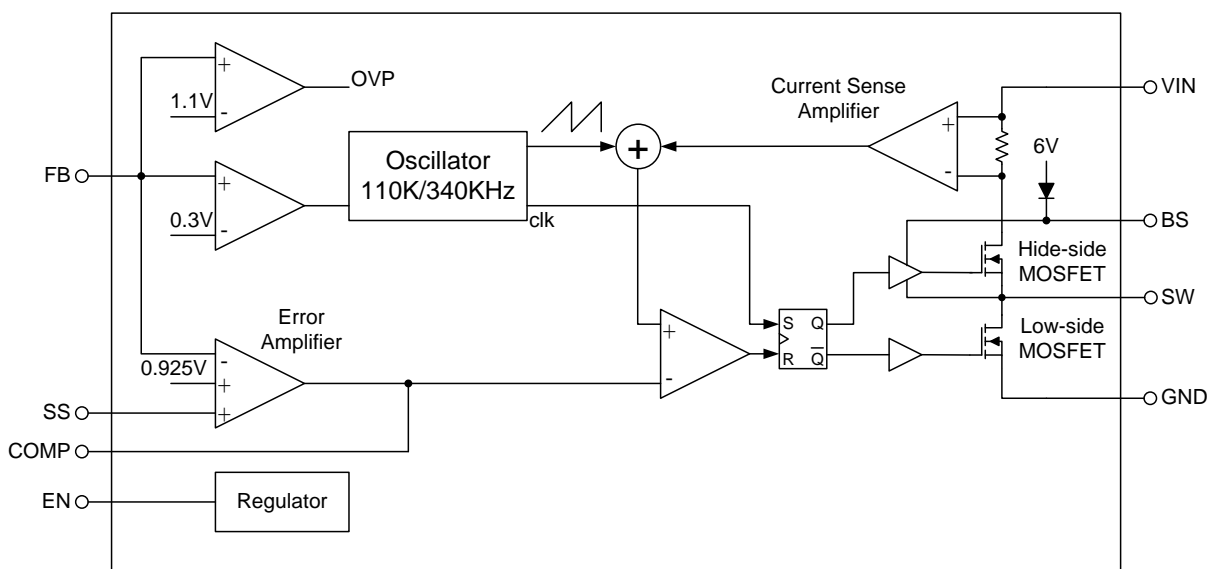 +
OVP
1.1V
-
Current Sense
Amplifier
+
-
VIN
6V
FB
+
0.3V
-
Oscillator
110K/340KHz
clk
+
BS
Hide-side
MOSFET
SW
Error
Amplifier
-
0.925V
+
+
SS
COMP
+
-
S Q
R Q̅
Low-side
MOSFET
GND
EN
Regulator